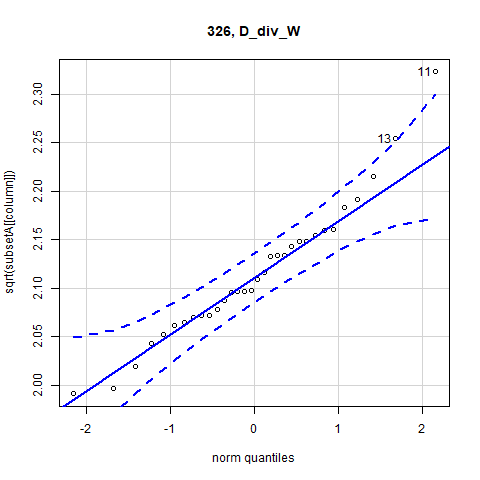 326, D_div_W
sqrt(subsetA[[column]])
2.30
2.25
2.20
2.15
2.10
2.05
2.00
11
13
-2 -1 0 1 2
norm quantiles